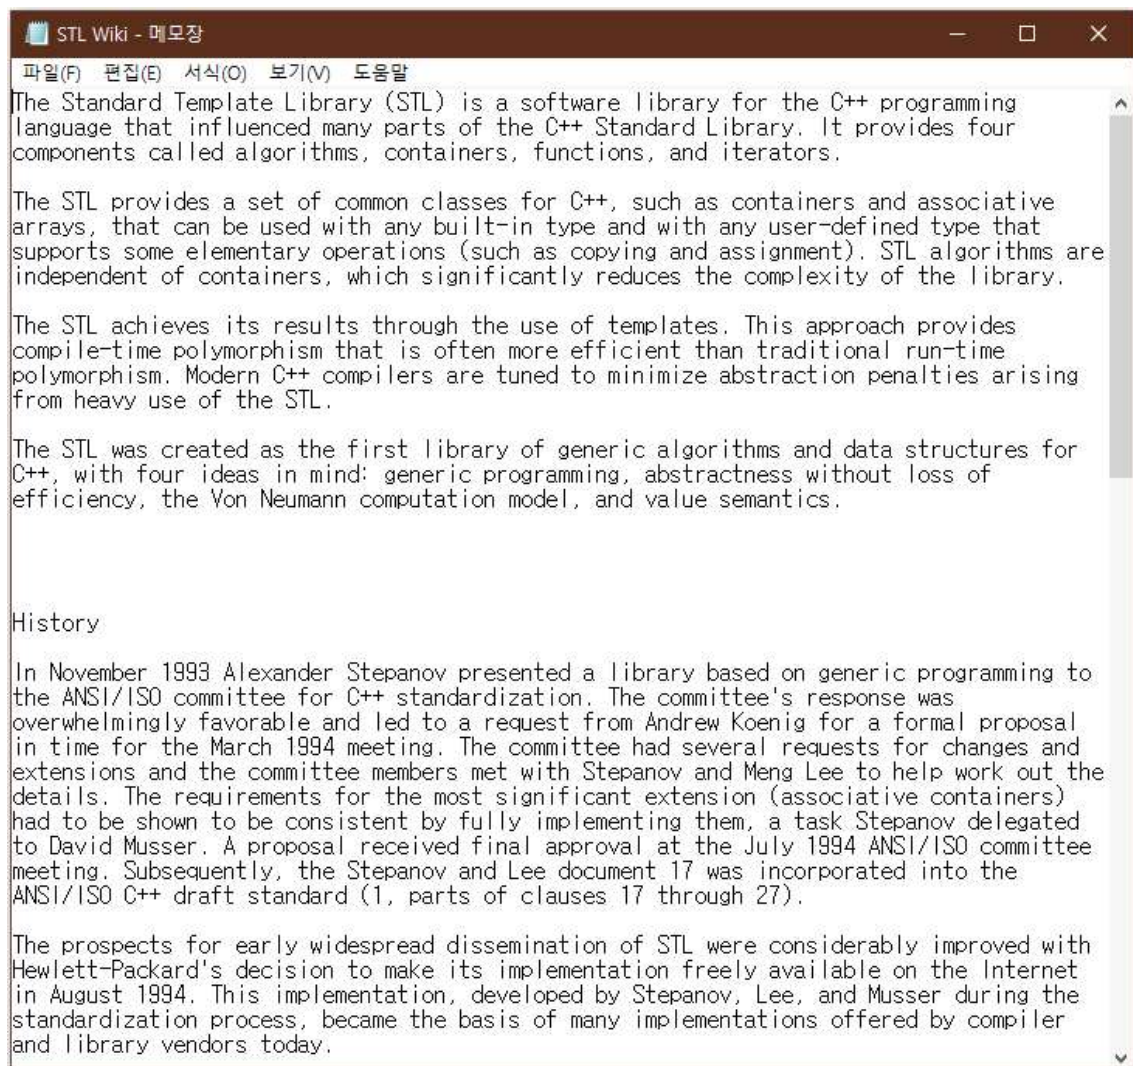 STL Wiki - 메모장
파일(F) 편집(E) 서식(O) 보기(V) 도움말
The Standard Template Library (STL) is a software library for the C++ programming
language that influenced many parts of the C++ Standard Library. It provides four
components called algorithms, containers, functions, and iterators.
The STL provides a set of common classes for C++, such as containers and associative
arrays, that can be used with any built-in type and with any user-defined type that
supports some elementary operations (such as copying and assignment). STL algorithms are
independent of containers, which significantly reduces the complexity of the library.
The STL achieves its results through the use of templates. This approach provides
compile-time polymorphism that is often more efficient than traditional run-time
polymorphism. Modern C++ compilers are tuned to minimize abstraction penalties arising
from heavy use of the STL.
The STL was created as the first library of generic algorithms and data structures for
C++, with four ideas in mind: generic programming, abstractness without loss of
efficiency, the Von Neumann computation model, and value semantics.
History
In November 1993 Alexander Stepanov presented a library based on generic programming to
the ANSI/ISO committee for C++ standardization. The committee's response was
overwhelmingly favorable and led to a request from Andrew Koenig for a formal proposal
in time for the March 1994 meeting. The committee had several requests for changes and
extensions and the committee members met with Stepanov and Meng Lee to help work out the
details. The requirements for the most significant extension (associative containers)
had to be shown to be consistent by fully implementing them, a task Stepanov delegated
to David Musser. A proposal received final approval at the July 1994 ANSI/ISO committee
meeting. Subsequently, the Stepanov and Lee document 17 was incorporated into the
ANSI/ISO C++ draft standard (1, parts of clauses 17 through 27).
The prospects for early widespread dissemination of STL were considerably improved with
Hewlett-Packard's decision to make its implementation freely available on the Internet
in August 1994. This implementation, developed by Stepanov, Lee, and Musser during the
standardization process, became the basis of many implementations offered by compiler
and library vendors today.